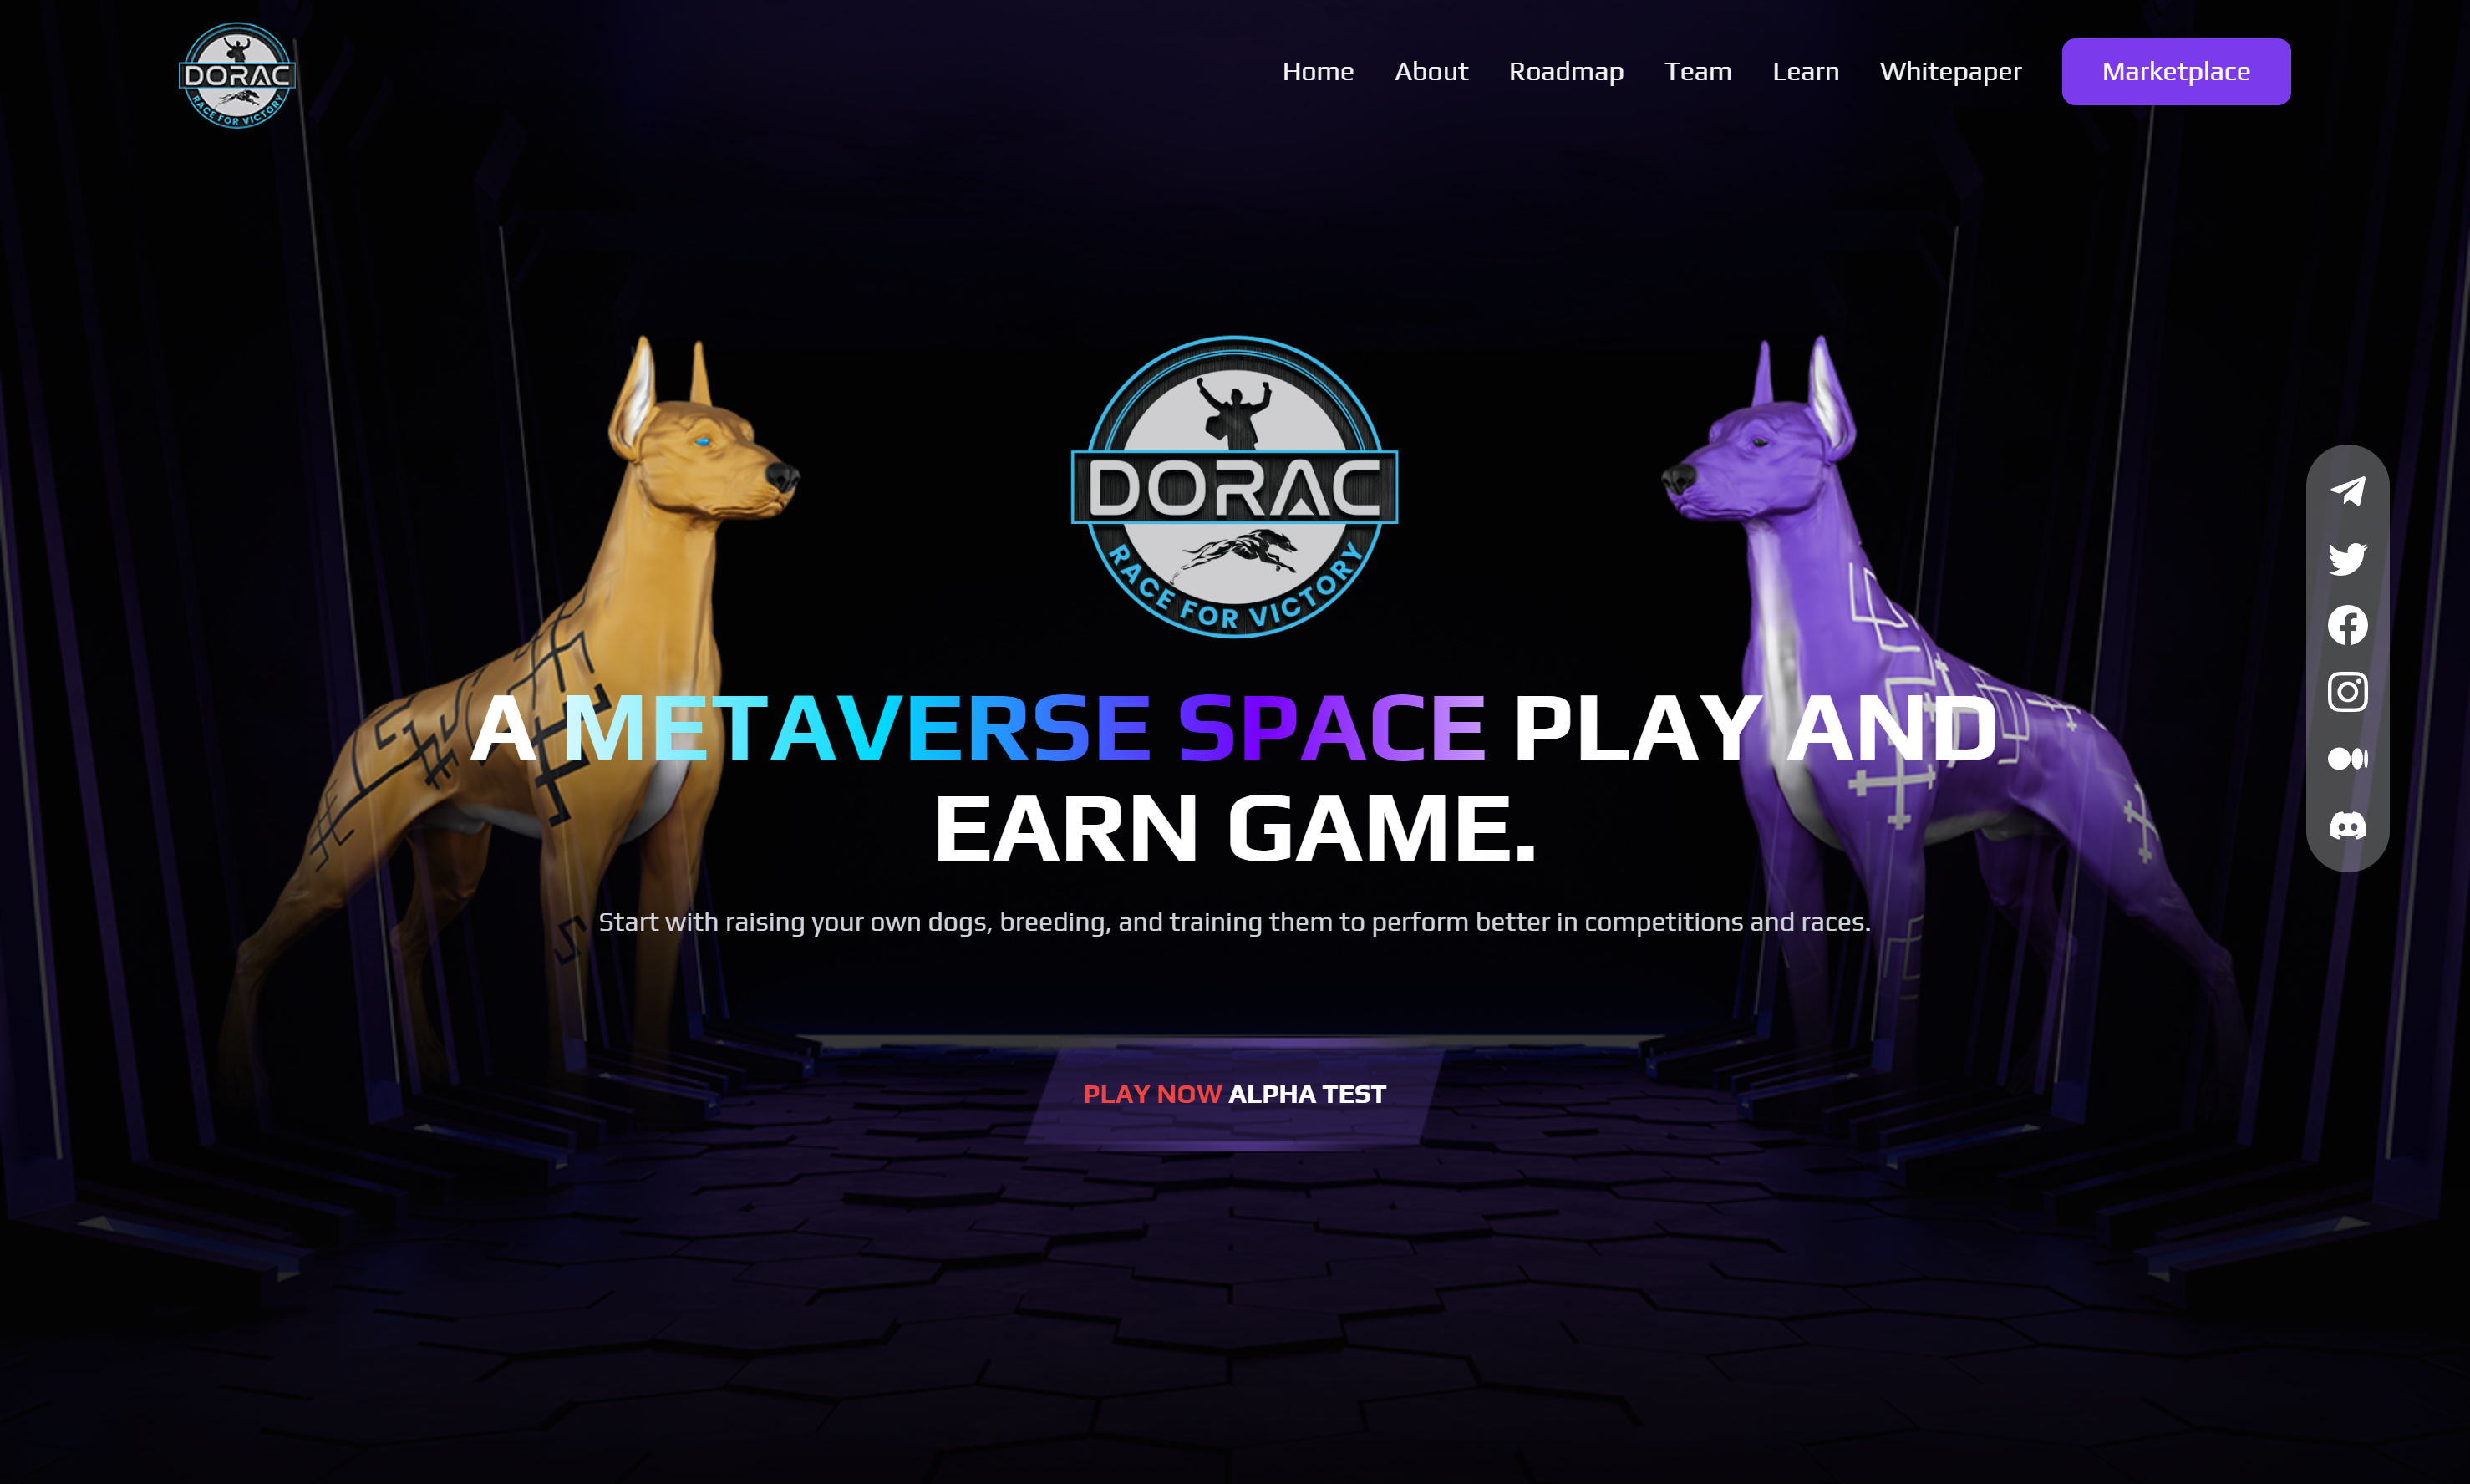 DORAC
RACE FOR VICTORY
Home
About
Roadmap
Team
Learn
Whitepaper
Marketplace
DORAC
RACE FOR VICTORY
A METAVERSE SPACE PLAY AND
EARN GAME.
Start with raising your own dogs, breeding, and training them to perform better in competitions and races.
PLAY NOW ALPHA TEST